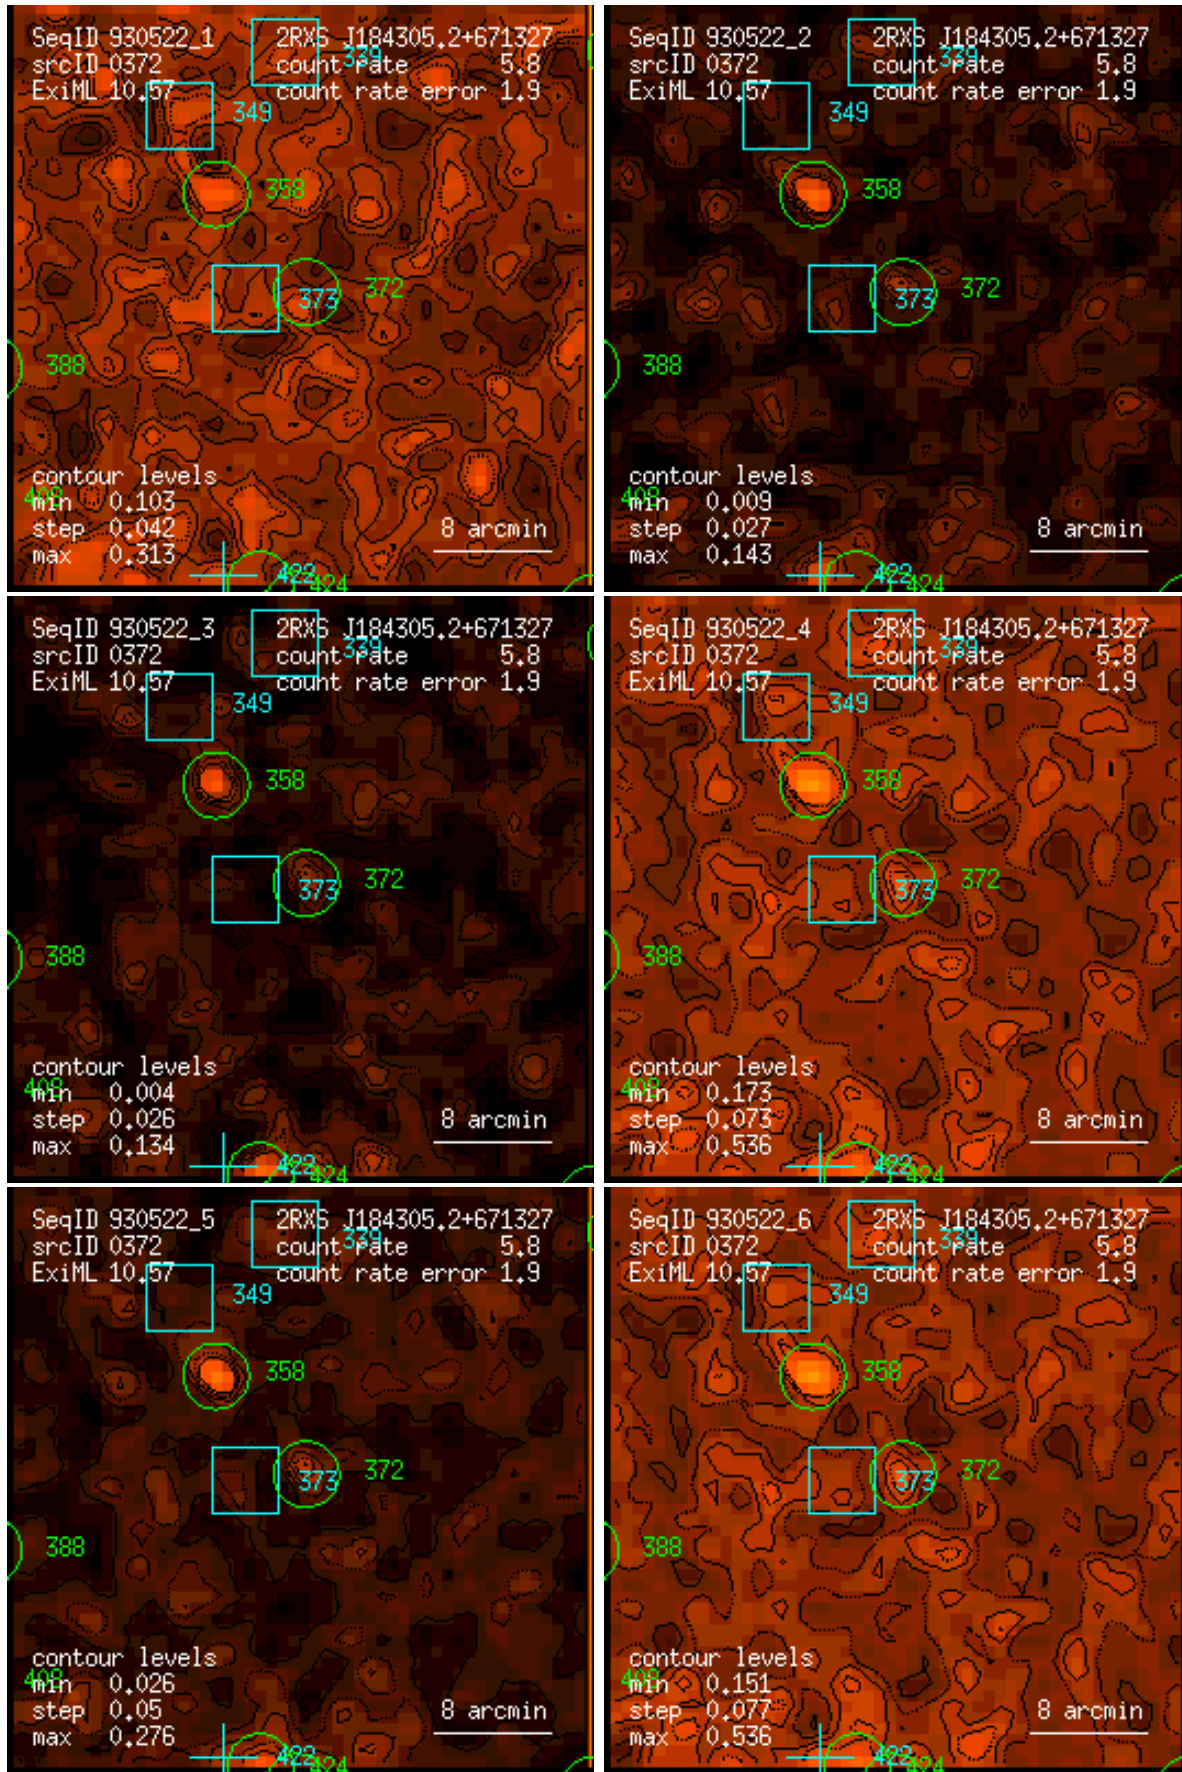 SeqID 930522_1 2RXS J184305.2+671327
srcID 0372 count rate 5.8
339
ExiML 10.57 count rate error 1.9
349
358
372
373
388
contour levels
408
min 0.103
step 0.042 8 arcmin
max 0.313
422 424
SeqID 930522_2 2RXS J184305.2+671327
srcID 0372 count rate 5.8
339
ExiML 10.57 count rate error 1.9
349
358
372
373
388
contour levels
408
min 0.009
step 0.027 8 arcmin
max 0.143
422 424
SeqID 930522_3 2RXS J184305.2+671327
srcID 0372 count rate 5.8
339
ExiML 10.57 count rate error 1.9
349
358
372
373
388
contour levels
408
min 0.004
step 0.026 8 arcmin
max 0.134
422 424
SeqID 930522_4 2RXS J184305.2+671327
srcID 0372 count rate 5.8
339
ExiML 10.57 count rate error 1.9
349
358
372
373
388
contour levels
408
min 0.173
step 0.073 8 arcmin
max 0.536
422 424
SeqID 930522_5 2RXS J184305.2+671327
srcID 0372 count rate 5.8
339
ExiML 10.57 count rate error 1.9
349
358
372
373
388
contour levels
408
min 0.026
step 0.05 8 arcmin
max 0.276
422 424
SeqID 930522_6 2RXS J184305.2+671327
srcID 0372 count rate 5.8
339
ExiML 10.57 count rate error 1.9
349
358
372
373
388
contour levels
408
min 0.151
step 0.077 8 arcmin
max 0.536
422 424